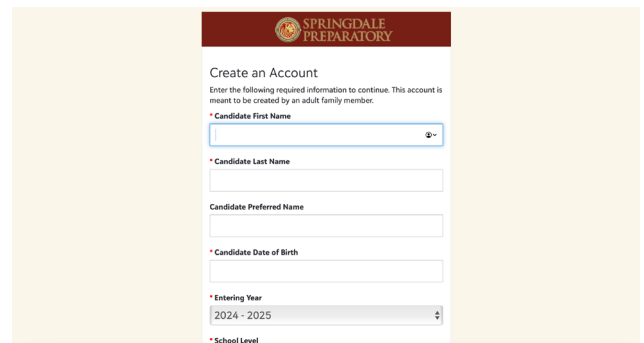 SPRINGDALE
PREPARATORY
Create an Account
Enter the following required information to continue. This account is
meant to be created by an adult family member.
* Candidate First Name
* Candidate Last Name
Candidate Preferred Name
* Candidate Date of Birth
* Entering Year
2024 - 2025
* School Level